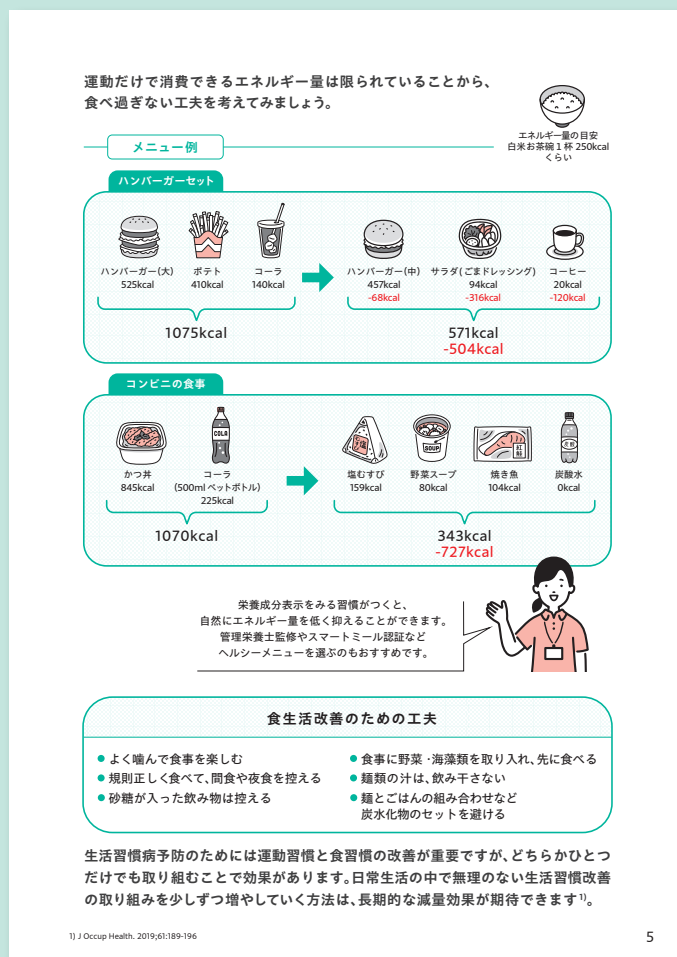 運動だけで消費できるエネルギー量は限られていることから、
食べ過ぎない工夫を考えてみましょう。
エネルギー量の目安
白米お茶碗1杯 250kcal
くらい
メニュー例
ハンバーガーセット
ハンバーガー(大)
525kcal
ポテト
410kcal
コーラ
140kcal
1075kcal
ハンバーガー(中)
457kcal
-68kcal
サラダ(ごまドレッシング)
94kcal
-316kcal
コーヒー
20kcal
-120kcal
571kcal
-504kcal
コンビニの食事
かつ丼
845kcal
COLA
コーラ
(500mlペットボトル)
225kcal
1070kcal
塩むすび
159kcal
SOUP
野菜スープ
80kcal
焼き魚
104kcal
炭酸水
0kcal
343kcal
-727kcal
栄養成分表示をみる習慣がつくと、
自然にエネルギー量を低く抑えることができます。
管理栄養士監修やスマートミール認証など
ヘルシーメニューを選ぶのもおすすめです。
食生活改善のための工夫
● よく噛んで食事を楽しむ
● 規則正しく食べて、間食や夜食を控える
● 砂糖が入った飲み物は控える
● 食事に野菜・海藻類を取り入れ、先に食べる
● 麺類の汁は、飲み干さない
● 麺とごはんの組み合わせなど
炭水化物のセットを避ける
生活習慣病予防のためには運動習慣と食習慣の改善が重要ですが、どちらかひとつ
だけでも取り組むことで効果があります。日常生活の中で無理のない生活習慣改善
の取り組みを少しずつ増やしていく方法は、長期的な減量効果が期待できます1)。
1) J Occup Health. 2019;61:189-196
5